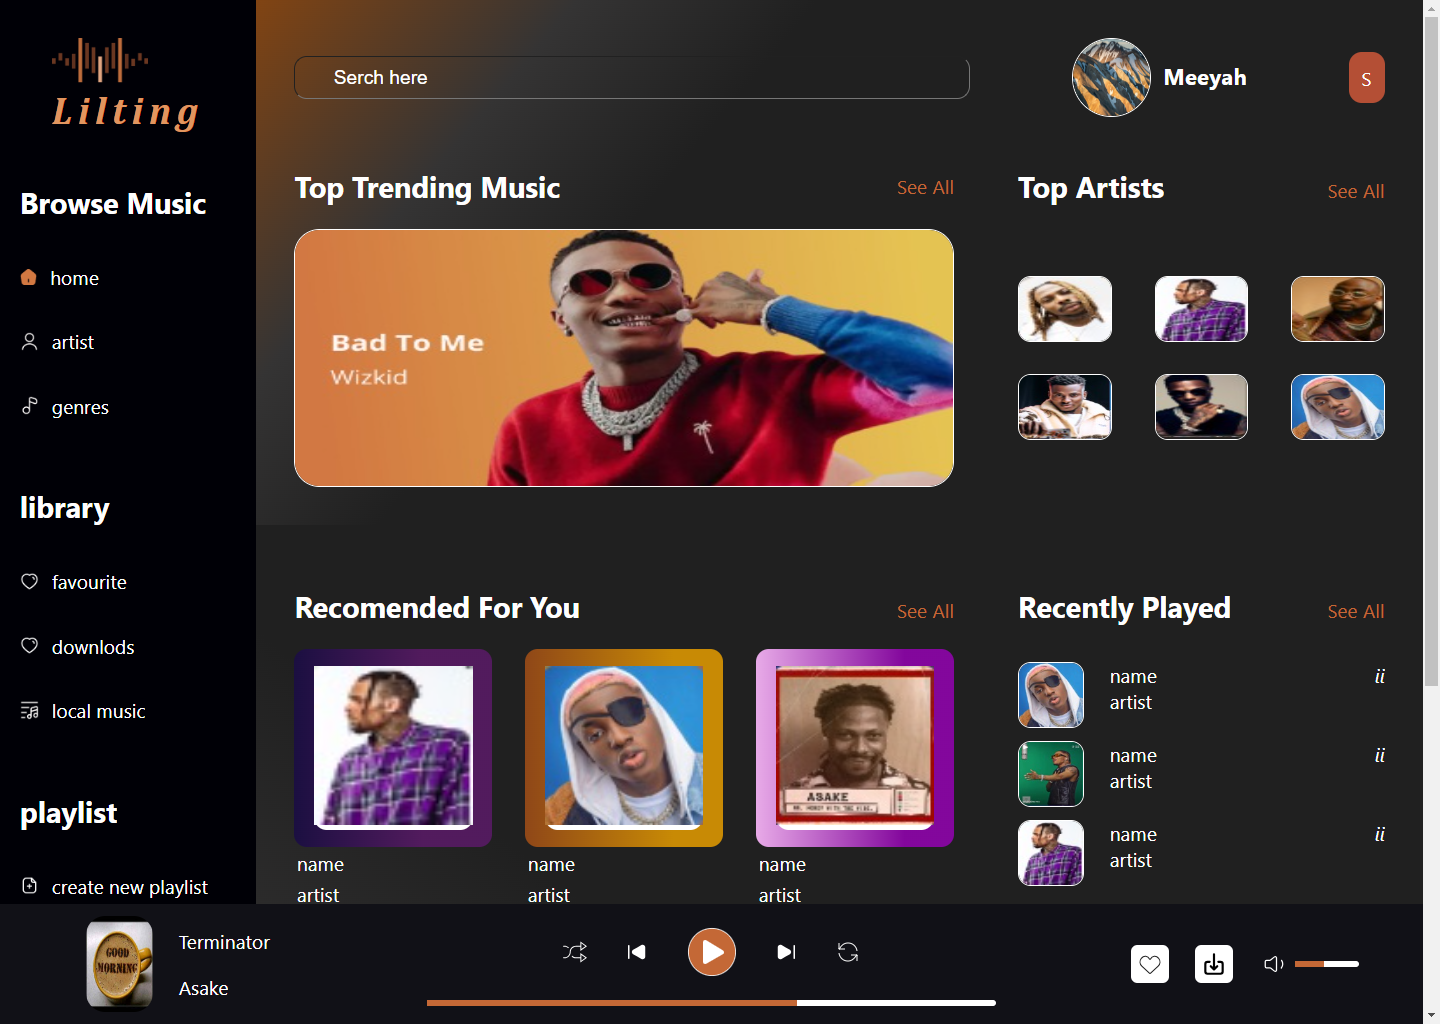 Lilting
Browse Music
home
artist
genres
library
favourite
downlods
local music
playlist
create new playlist
Serch here
Meeyah
S
Top Trending Music
See All
Bad To Me
Wizkid
Top Artists
See All
Recomended For You
See All
ASAKE
name
artist
name
artist
name
artist
Recently Played
See All
name
artist
ii
name
artist
ii
name
artist
ii
GOOD
MORNING
Terminator
Asake